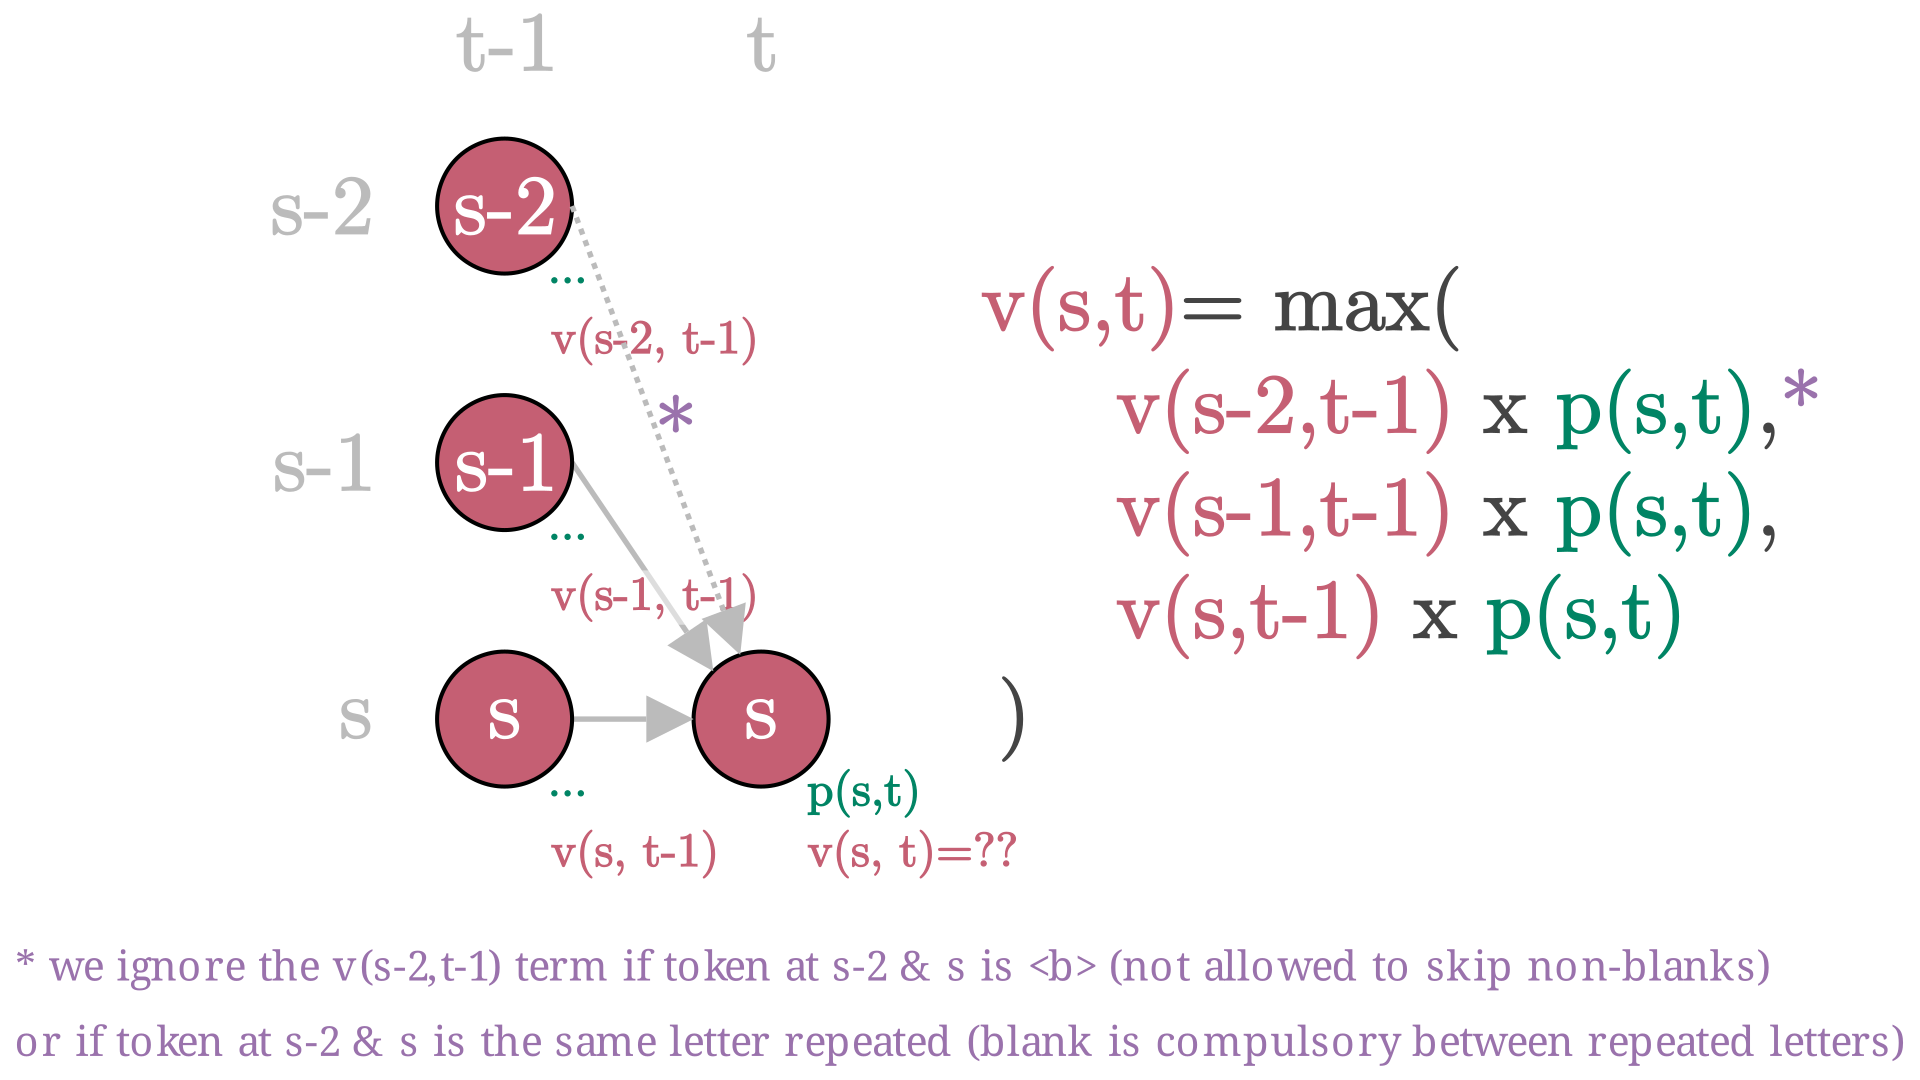 t-1 t
s-2 s-2
...
v(s-2, t-1)
*
s-1 s-1
...
v(s-1, t-1)
s s s
...
v(s, t-1)
p(s,t)
v(s, t)=??
v(s,t)= max(
v(s-2,t-1) x p(s,t),*
v(s-1,t-1) x p(s,t),
v(s,t-1) x p(s,t)
)
* we ignore the v(s-2,t-1) term if token at s-2 & s is <b> (not allowed to skip non-blanks)
or if token at s-2 & s is the same letter repeated (blank is compulsory between repeated letters)